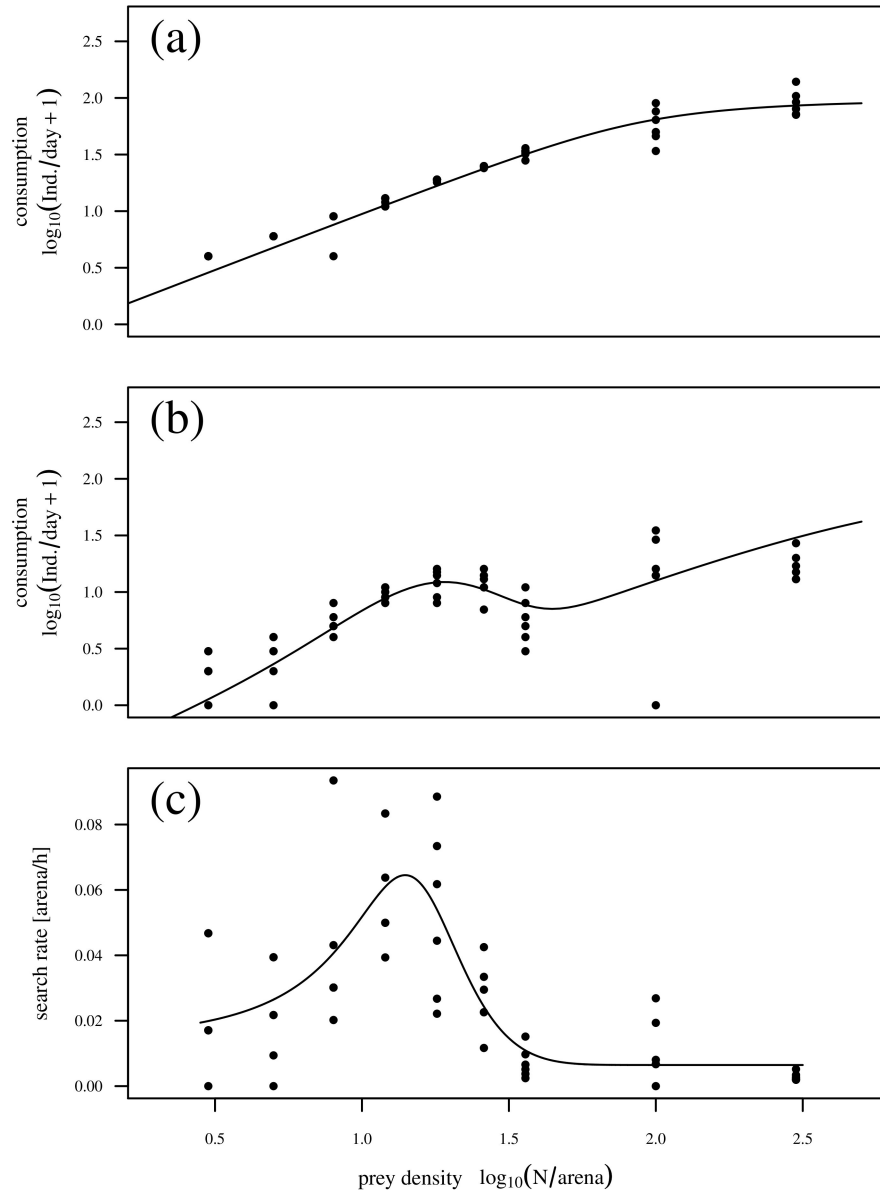 (a)
2.5
2.0
1.5
1.0
0.5
0.0
consumption
log₁₀(Ind./day + 1)
(b)
2.5
2.0
1.5
1.0
0.5
0.0
consumption
log₁₀(Ind./day + 1)
(c)
0.08
0.06
0.04
0.02
0.00
search rate [arena/h]
0.5 1.0 1.5 2.0 2.5
prey density log₁₀(N/arena)